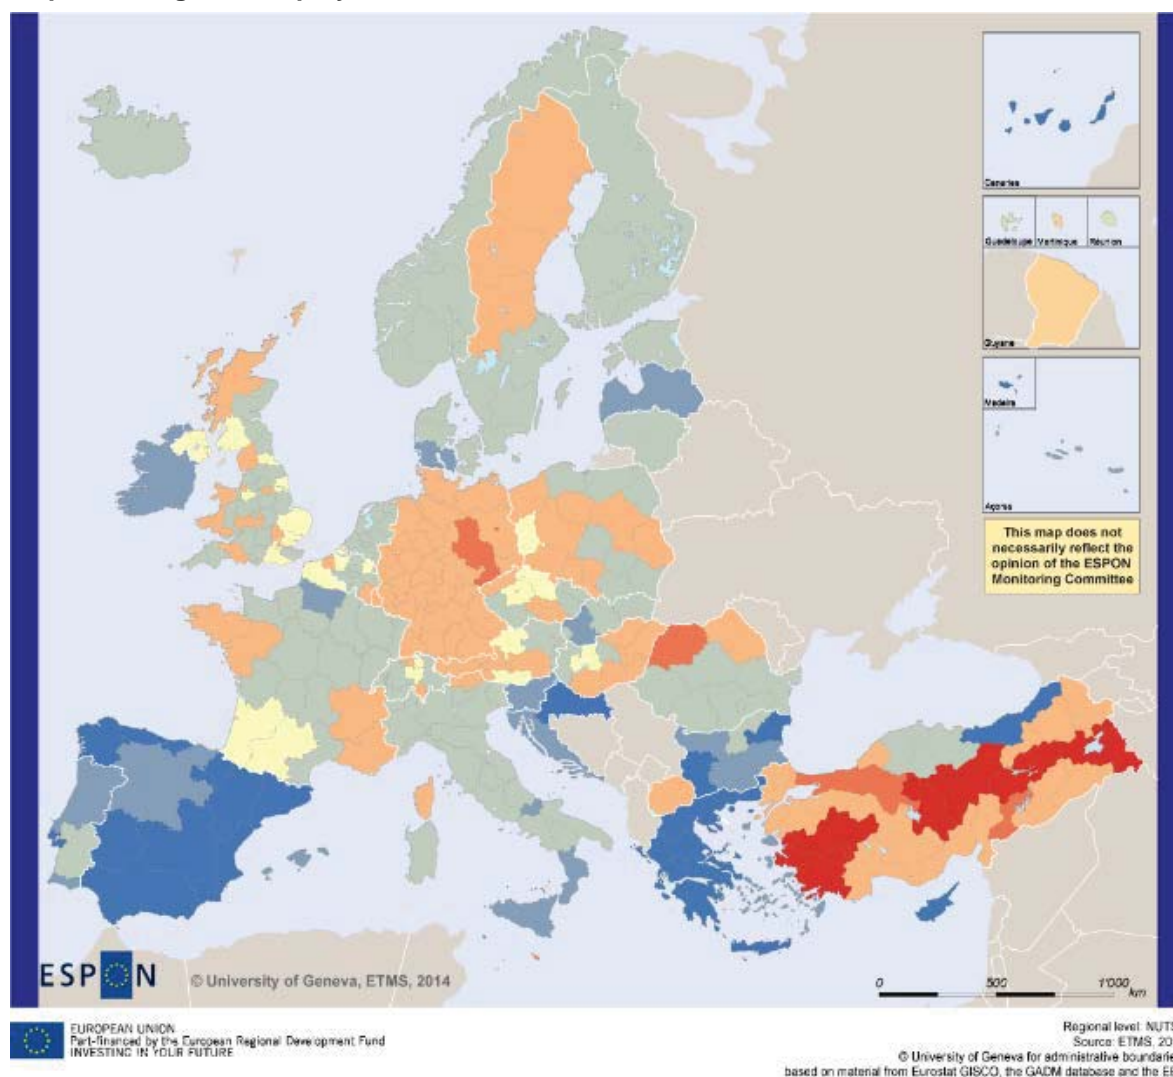 Canarias
Guadeloupe
Martinique
Réunion
Guyane
Madeira
Açores
This map does not
necessarily reflect the
opinion of the ESPON
Monitoring Committee
ESPON
© University of Geneva, ETMS, 2014
0 500 1'000
km
EUROPEAN UNION
Part-financed by the European Regional Development Fund
INVESTING IN YOUR FUTURE
Regional level: NUTS
Source: ETMS, 20
© University of Geneva for administrative boundarie
based on material from Eurostat GISCO, the GADM database and the E